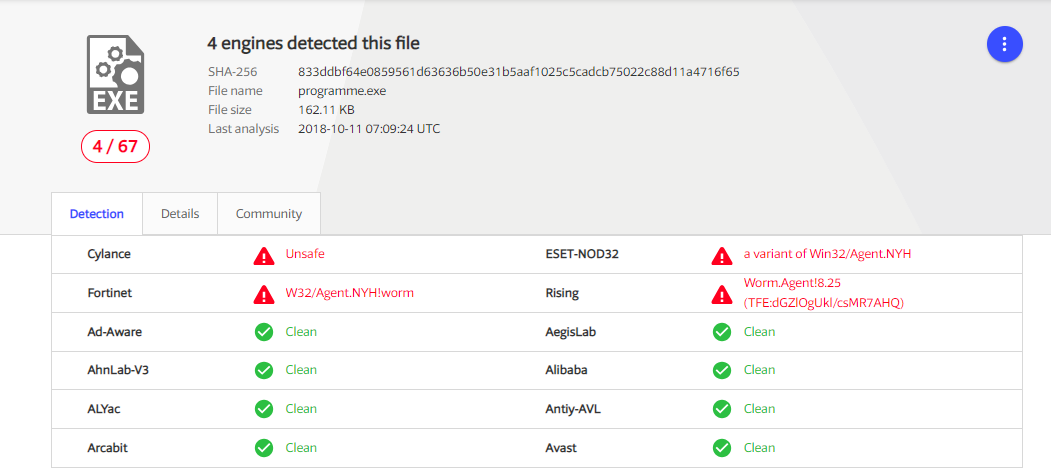 4 engines detected this file
SHA-256 833ddbf64e0859561d63636b50e31b5aaf1025c5cadcb75022c88d11a4716f65
File name programme.exe
File size 162.11 KB
Last analysis 2018-10-11 07:09:24 UTC
EXE
4 / 67
Detection Details Community
Cylance Unsafe ESET-NOD32 a variant of Win32/Agent.NYH
Fortinet W32/Agent.NYH!worm Rising Worm.Agent!8.25
(TFE:dGZlOgUkl/csMR7AHQ)
Ad-Aware Clean AegisLab Clean
AhnLab-V3 Clean Alibaba Clean
ALYac Clean Antiy-AVL Clean
Arcabit Clean Avast Clean